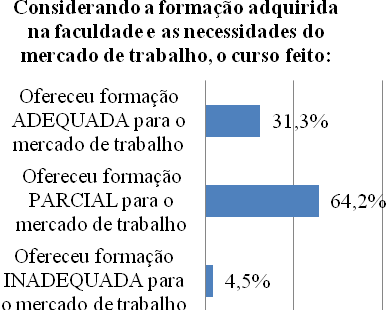 Considerando a formação adquirida
na faculdade e as necessidades do
mercado de trabalho, o curso feito:
Ofereceu formação
ADEQUADA para o
mercado de trabalho
31,3%
Ofereceu formação
PARCIAL para o
mercado de trabalho
64,2%
Ofereceu formação
INADEQUADA para
o mercado de trabalho
4,5%